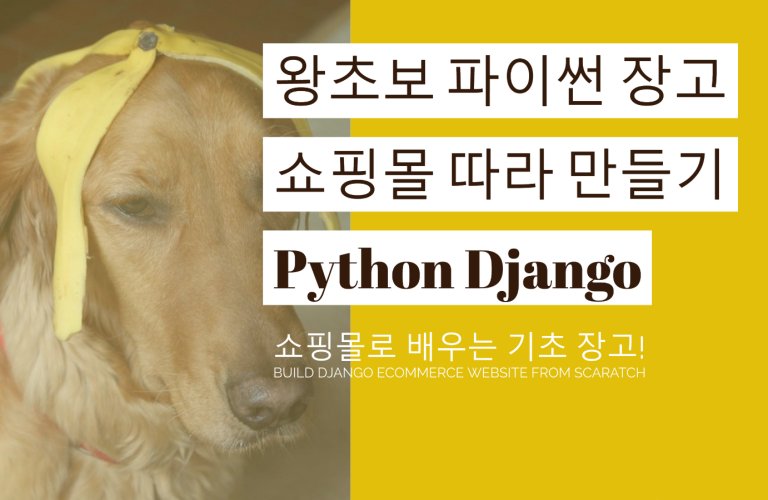 왕초보 파이썬 장고
쇼핑몰 따라 만들기
Python Django
쇼핑몰로 배우는 기초 장고!
BUILD DJANGO ECOMMERCE WEBSITE FROM SCARATCH